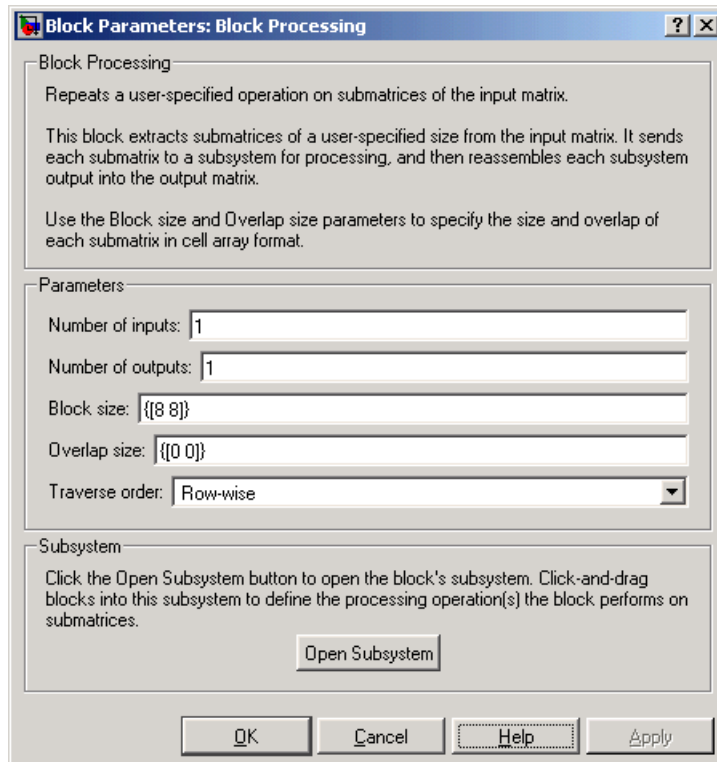 Block Parameters: Block Processing
Block Processing
Repeats a user-specified operation on submatrices of the input matrix.
This block extracts submatrices of a user-specified size from the input matrix. It sends
each submatrix to a subsystem for processing, and then reassembles each subsystem
output into the output matrix.
Use the Block size and Overlap size parameters to specify the size and overlap of
each submatrix in cell array format.
Parameters
Number of inputs: 1
Number of outputs: 1
Block size: {[8 8]}
Overlap size: {[0 0]}
Traverse order: Row-wise
Subsystem
Click the Open Subsystem button to open the block's subsystem. Click-and-drag
blocks into this subsystem to define the processing operation(s) the block performs on
submatrices.
Open Subsystem
OK Cancel Help Apply